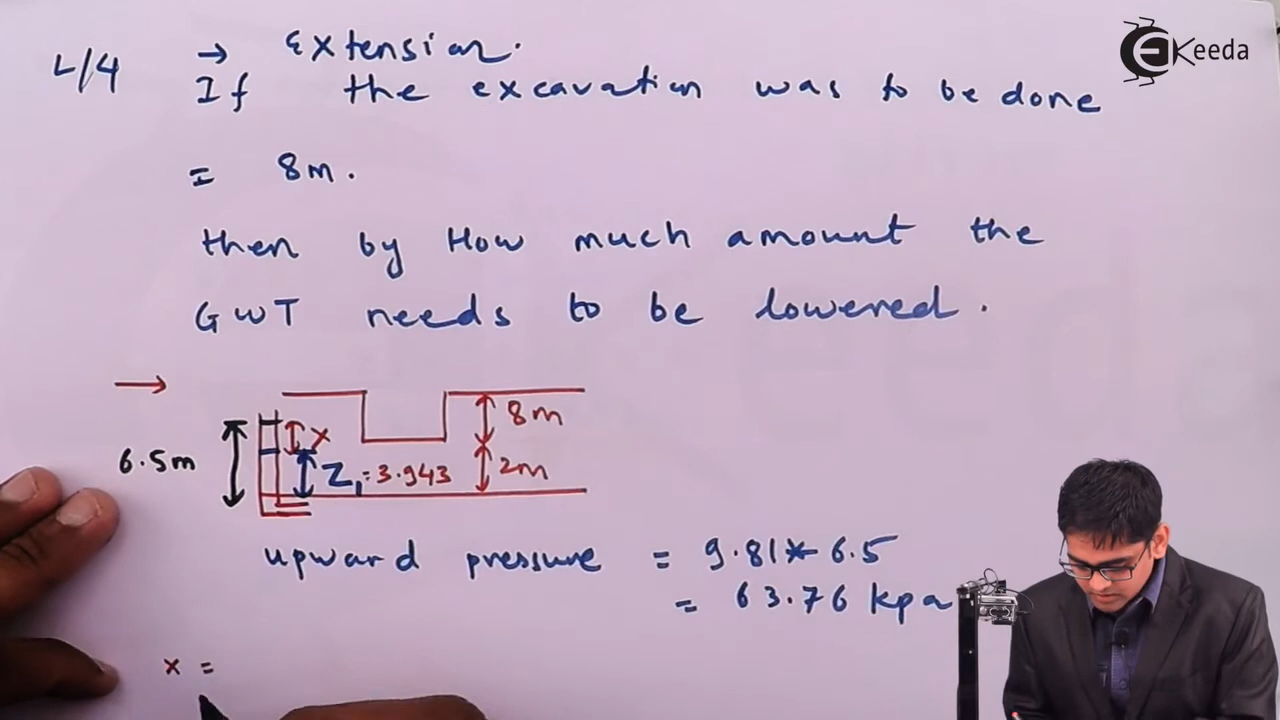 EKeeda
L/4 → Extension.
If the excavation was to be done
= 8m.
then by How much amount the
GWT needs to be lowered.
→
8m
x
6.5m
Z₁ = 3.943
2m
upward pressure = 9.81 * 6.5
= 63.76 kpa
x =